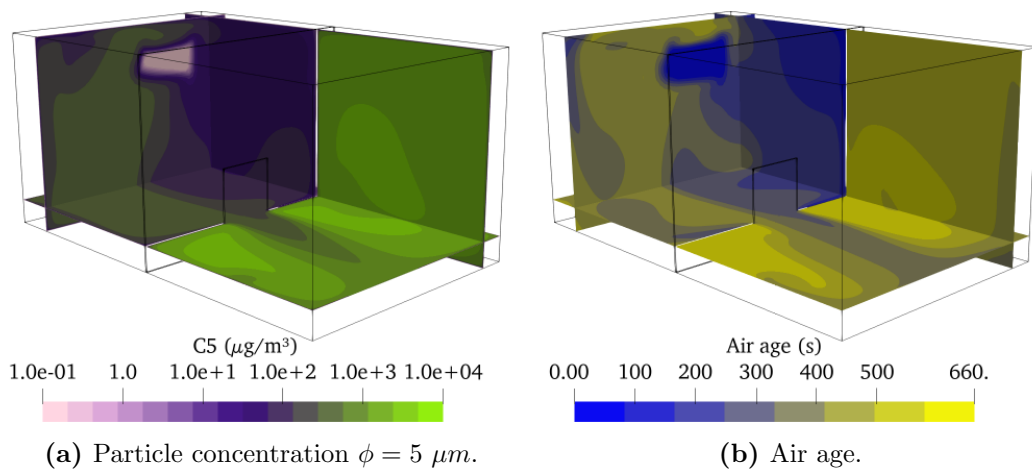 C5 (μg/m³)
1.0e-01 1.0 1.0e+1 1.0e+2 1.0e+3 1.0e+04
(a) Particle concentration ϕ = 5 μm.
Air age (s)
0.00 100 200 300 400 500 660.
(b) Air age.